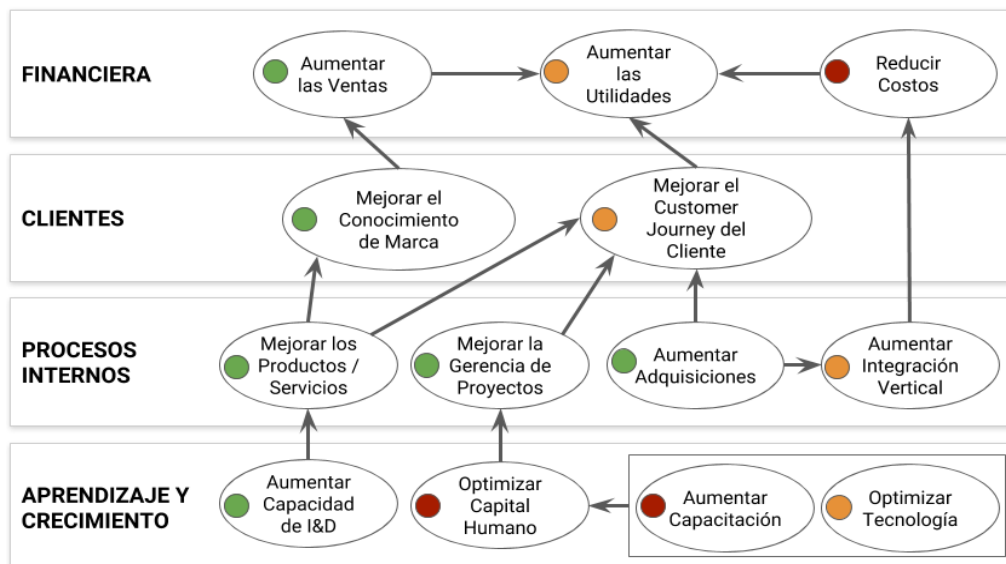 FINANCIERA
Aumentar
las Ventas
Aumentar
las
Utilidades
Reducir
Costos
CLIENTES
Mejorar el
Conocimiento
de Marca
Mejorar el
Customer
Journey del
Cliente
PROCESOS
INTERNOS
Mejorar los
Productos /
Servicios
Mejorar la
Gerencia de
Proyectos
Aumentar
Adquisiciones
Aumentar
Integración
Vertical
APRENDIZAJE Y
CRECIMIENTO
Aumentar
Capacidad
de I&D
Optimizar
Capital
Humano
Aumentar
Capacitación
Optimizar
Tecnología